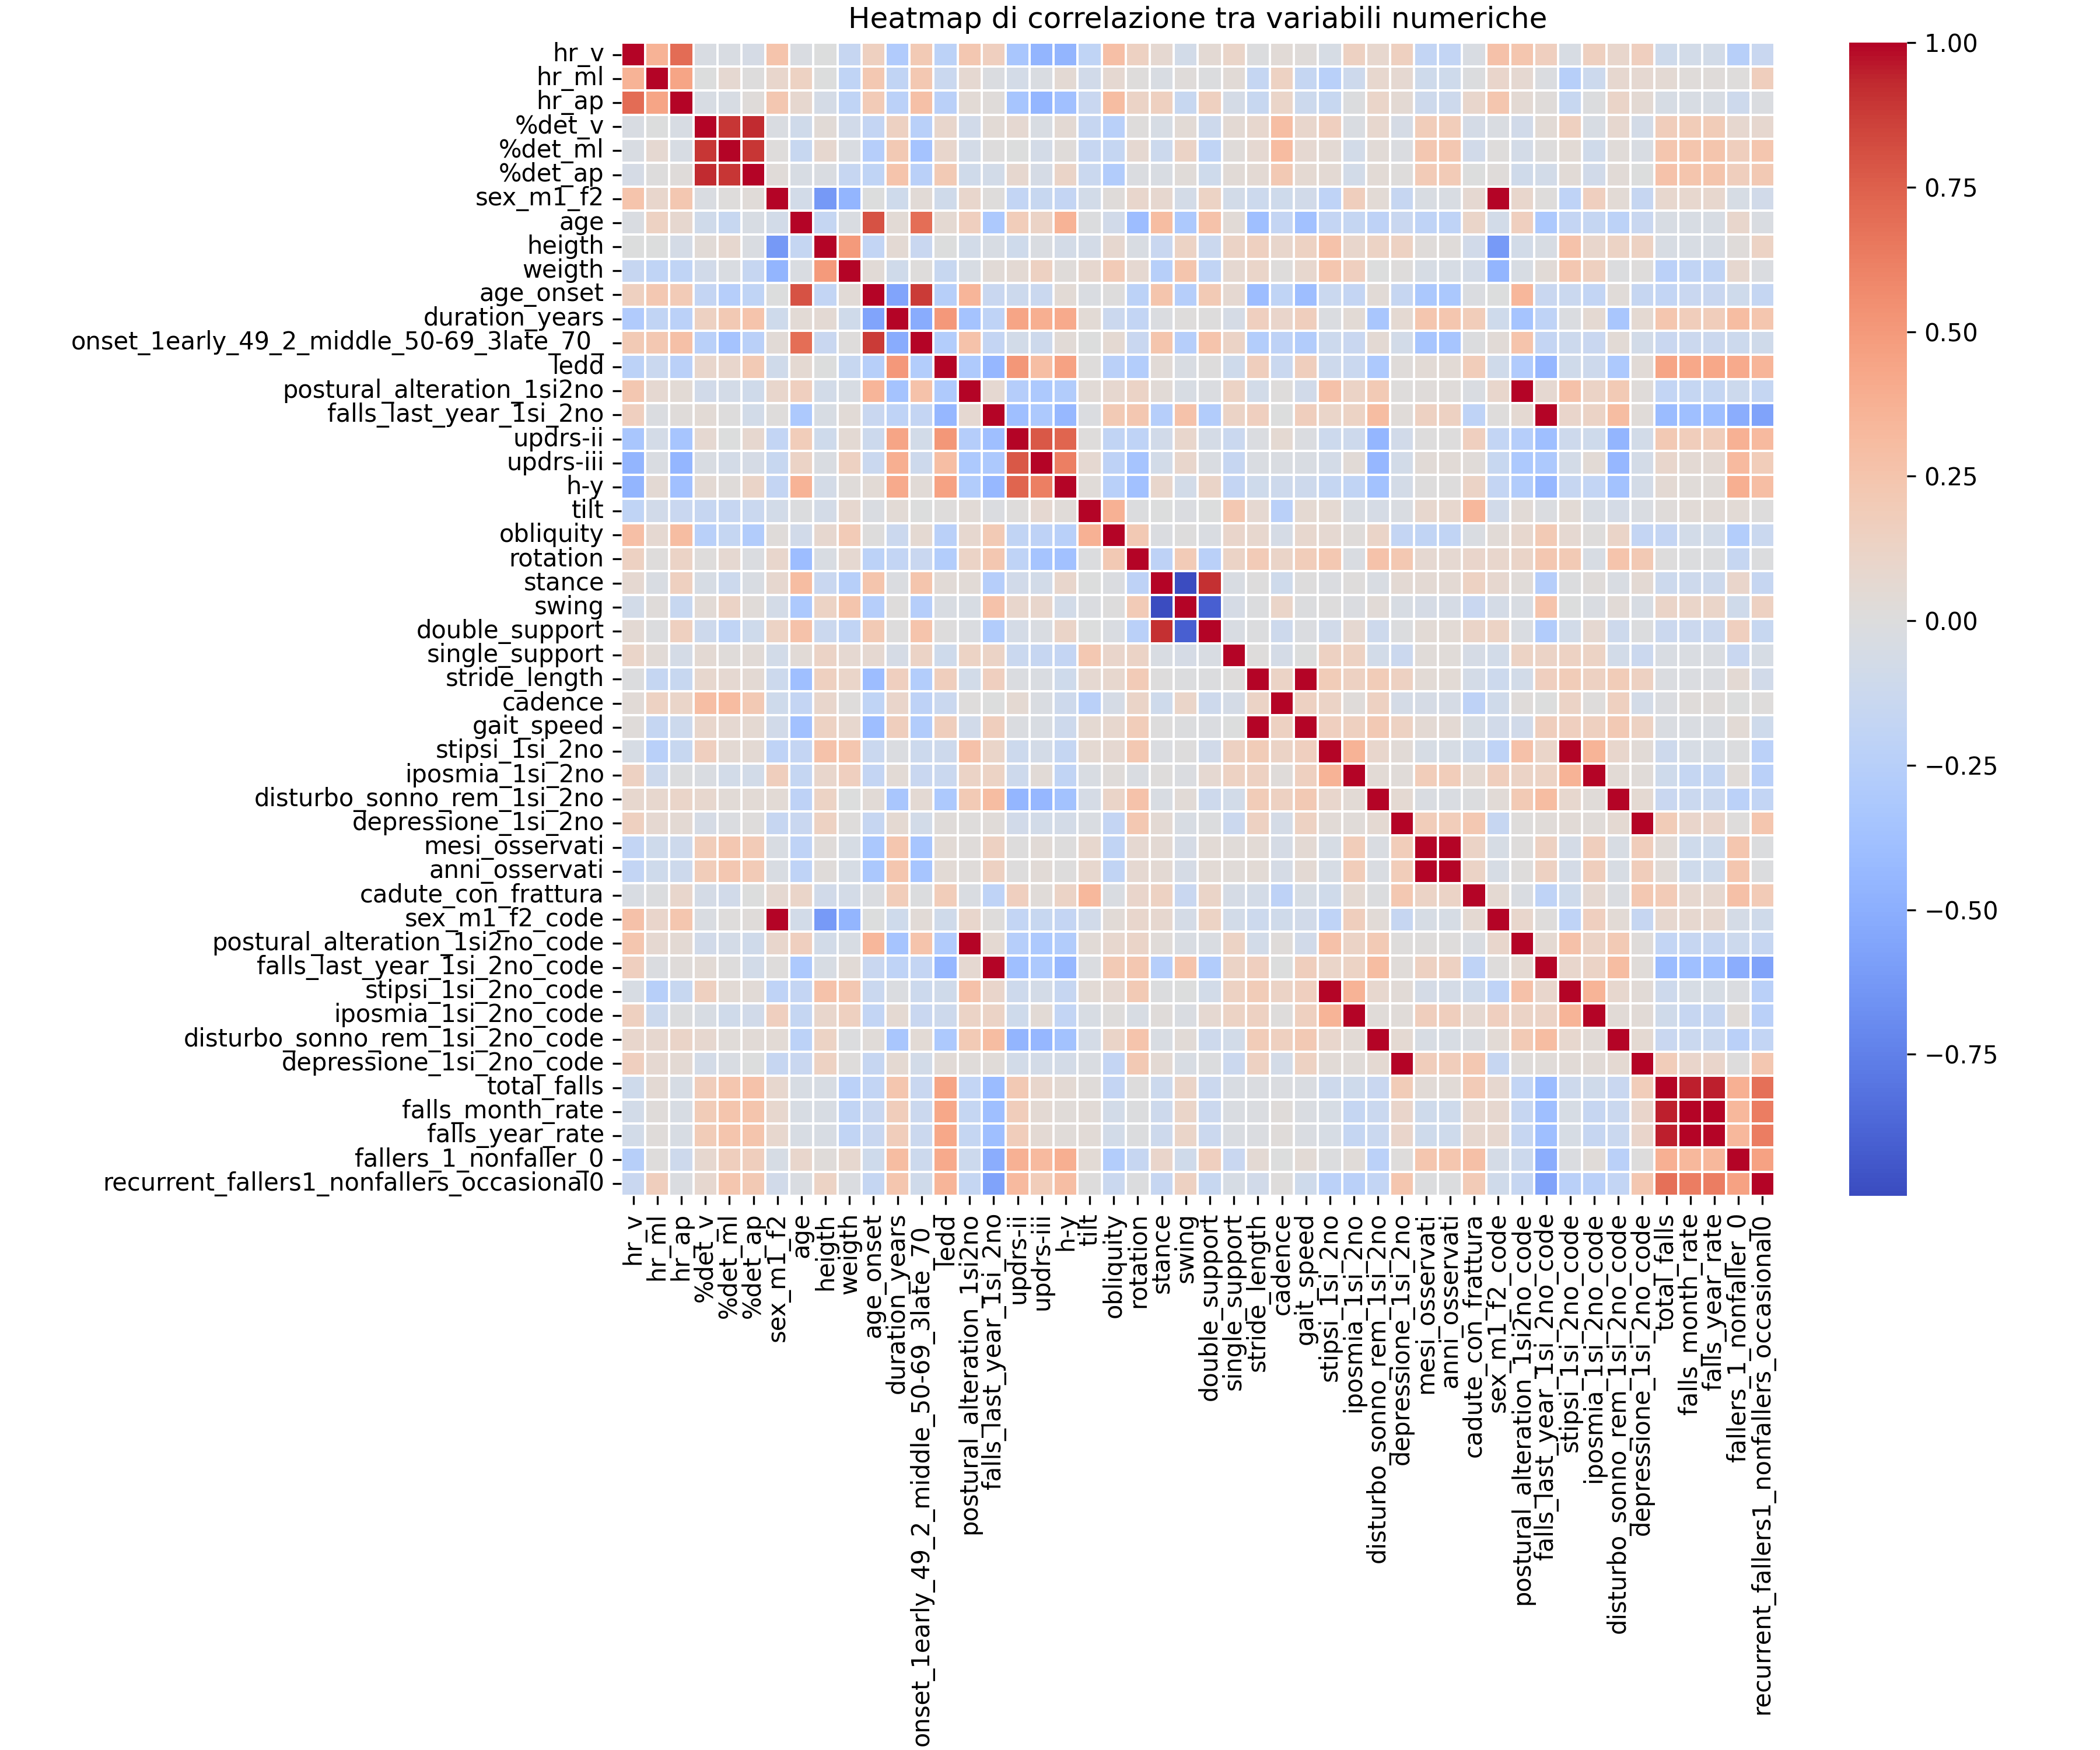 Heatmap di correlazione tra variabili numeriche
hr_v
hr_ml
hr_ap
%det_v
%det_ml
%det_ap
sex_m1_f2
age
heigth
weigth
age_onset
duration_years
onset_1early_49_2_middle_50-69_3late_70_
ledd
postural_alteration_1si2no
falls_last_year_1si_2no
updrs-ii
updrs-iii
h-y
tilt
obliquity
rotation
stance
swing
double_support
single_support
stride_length
cadence
gait_speed
stipsi_1si_2no
iposmia_1si_2no
disturbo_sonno_rem_1si_2no
depressione_1si_2no
mesi_osservati
anni_osservati
cadute_con_frattura
sex_m1_f2_code
postural_alteration_1si2no_code
falls_last_year_1si_2no_code
stipsi_1si_2no_code
iposmia_1si_2no_code
disturbo_sonno_rem_1si_2no_code
depressione_1si_2no_code
total_falls
falls_month_rate
falls_year_rate
fallers_1_nonfaller_0
recurrent_fallers1_nonfallers_occasional0
hr_v
hr_ml
hr_ap
%det_v
%det_ml
%det_ap
sex_m1_f2
age
heigth
weigth
age_onset
duration_years
onset_1early_49_2_middle_50-69_3late_70_
ledd
postural_alteration_1si2no
falls_last_year_1si_2no
updrs-ii
updrs-iii
h-y
tilt
obliquity
rotation
stance
swing
double_support
single_support
stride_length
cadence
gait_speed
stipsi_1si_2no
iposmia_1si_2no
disturbo_sonno_rem_1si_2no
depressione_1si_2no
mesi_osservati
anni_osservati
cadute_con_frattura
sex_m1_f2_code
postural_alteration_1si2no_code
falls_last_year_1si_2no_code
stipsi_1si_2no_code
iposmia_1si_2no_code
disturbo_sonno_rem_1si_2no_code
depressione_1si_2no_code
total_falls
falls_month_rate
falls_year_rate
fallers_1_nonfaller_0
recurrent_fallers1_nonfallers_occasional0
1.00
0.75
0.50
0.25
0.00
−0.25
−0.50
−0.75